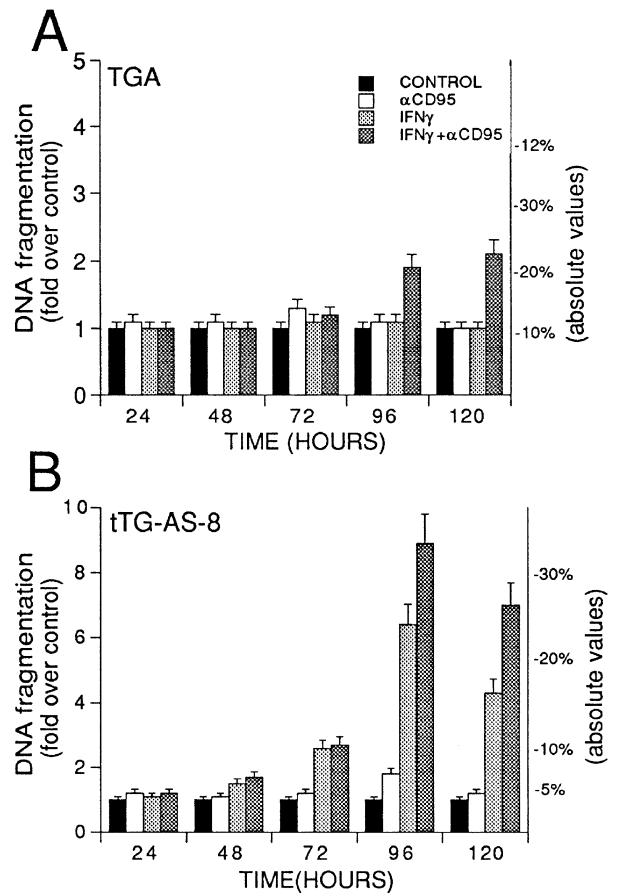 A
TGA
CONTROL
αCD95
IFNγ
IFNγ+αCD95
5
4
3
2
1
0
DNA fragmentation
(fold over control)
-12%
-30%
-20%
-10%
(absolute values)
24 48 72 96 120
TIME (HOURS)
B
tTG-AS-8
10
8
6
4
2
0
DNA fragmentation
(fold over control)
-30%
-20%
-10%
-5%
(absolute values)
24 48 72 96 120
TIME(HOURS)